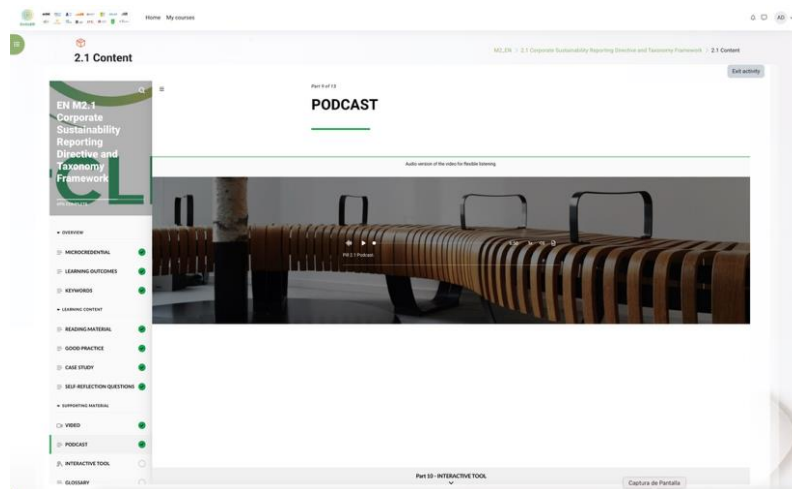 Home My courses
AD
2.1 Content
M2_EN > 2.1 Corporate Sustainability Reporting Directive and Taxonomy Framework > 2.1 Content
Exit activity
EN M2.1
Corporate
Sustainability
Reporting
Directive and
Taxonomy
Framework
COMPLETE
OVERVIEW
MICROCREDENTIAL
LEARNING OUTCOMES
KEYWORDS
LEARNING CONTENT
READING MATERIAL
GOOD PRACTICE
CASE STUDY
SELF-REFLECTION QUESTIONS
SUPPORTING MATERIAL
VIDEO
PODCAST
INTERACTIVE TOOL
GLOSSARY
Part 9 of 13
PODCAST
Audio version of the video for flexible listening
2.1 Podcast
Part 10 - INTERACTIVE TOOL
Captura de Pantalla